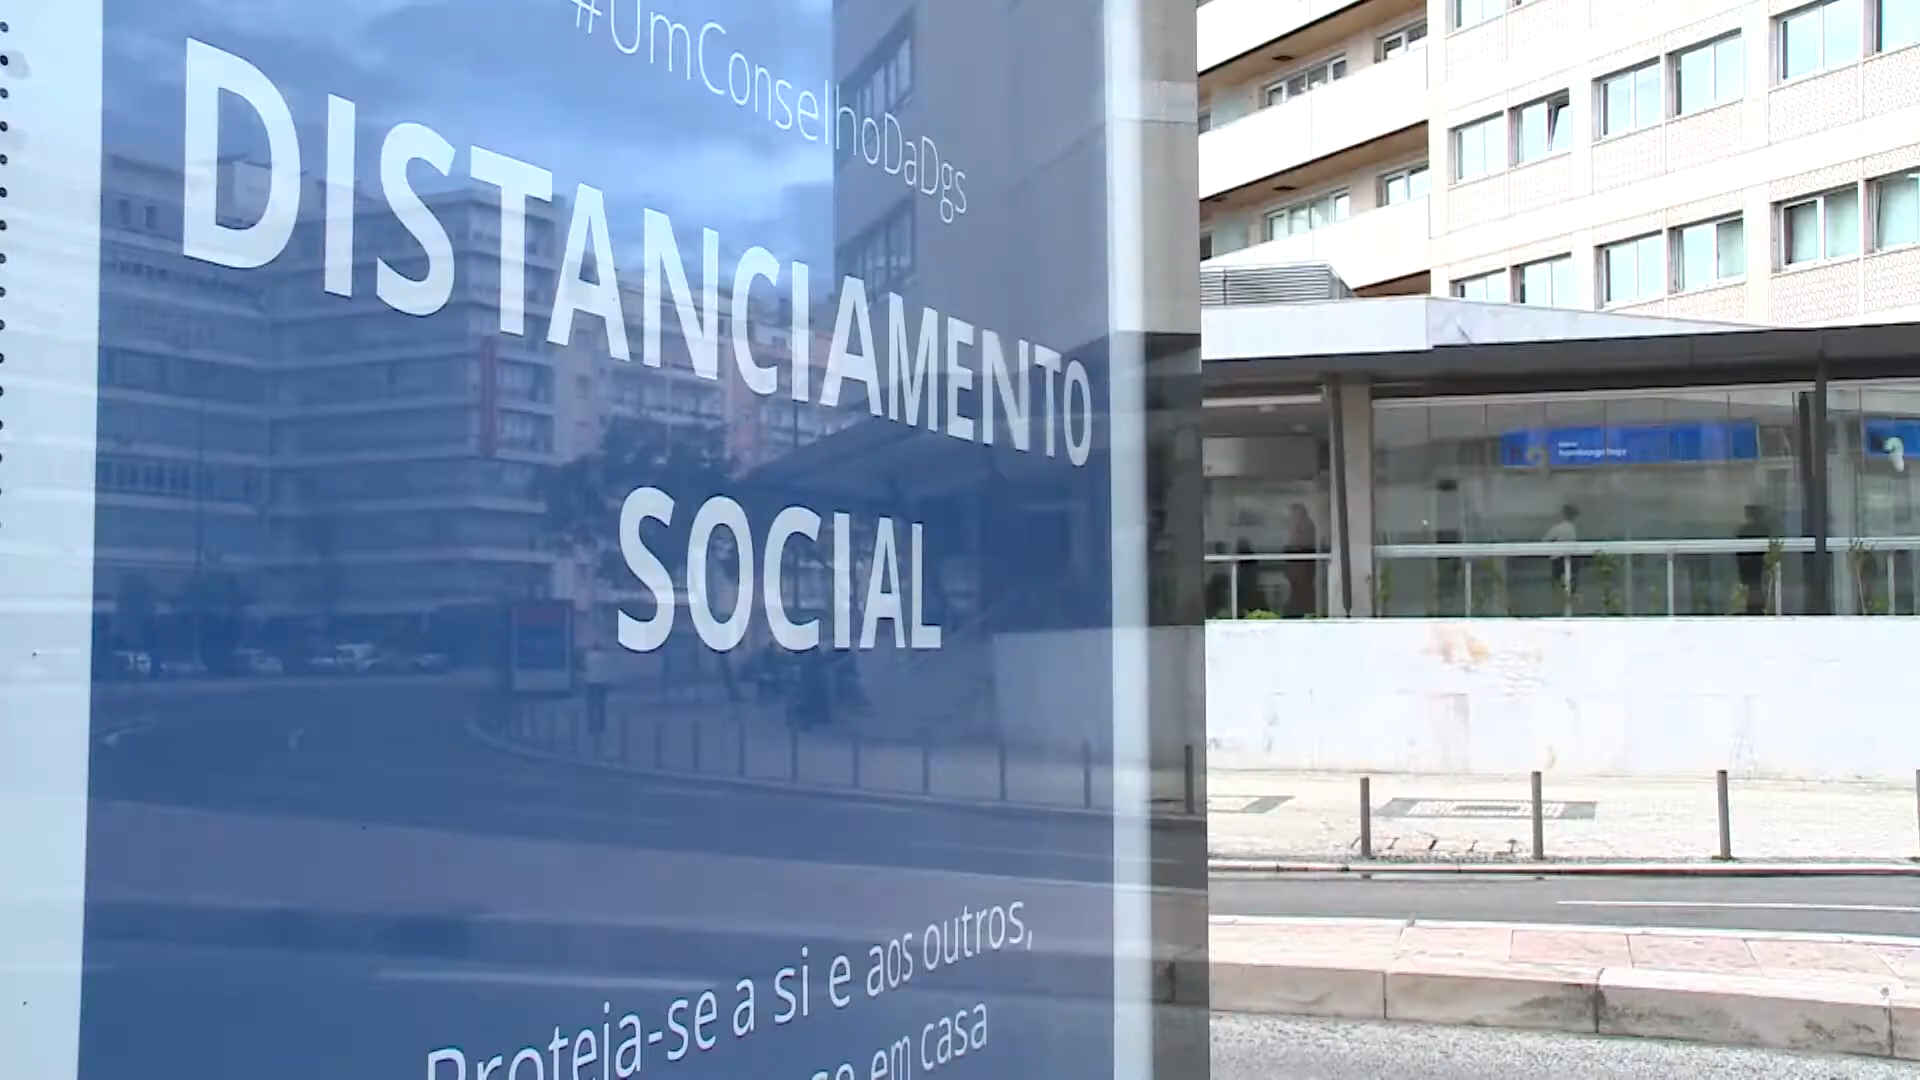 #UmConselhoDaDgs
DISTANCIAMENTO
SOCIAL
Proteja-se a si e aos outros,
em casa